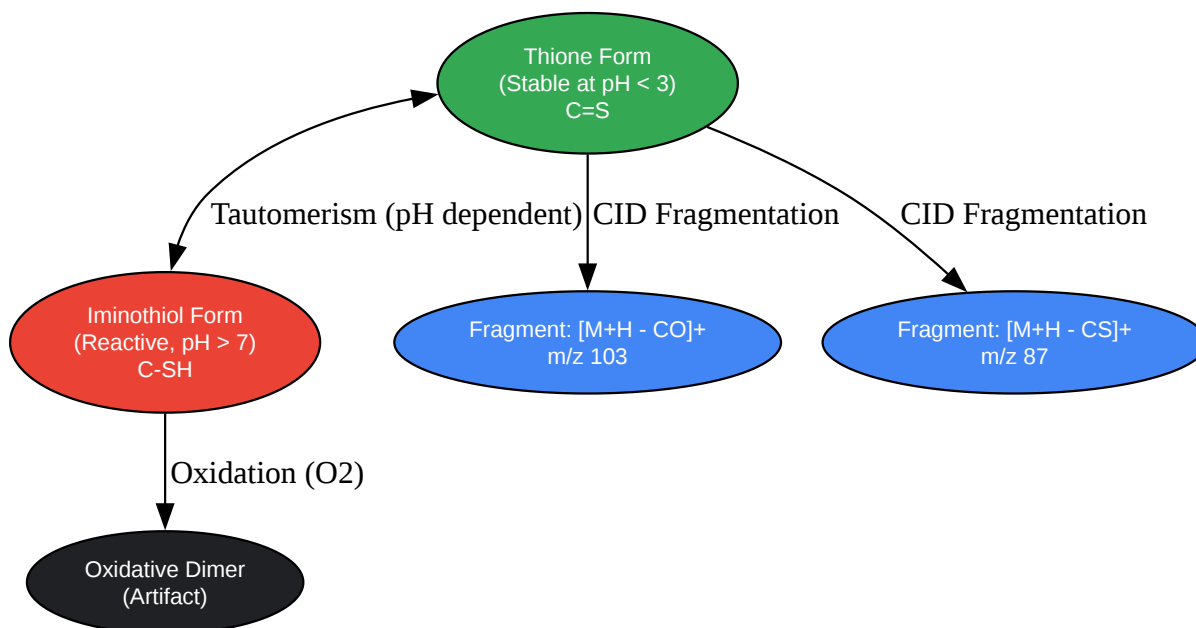 Thione Form
(Stable at pH < 3)
C=S
Tautomerism (pH dependent)
CID Fragmentation
CID Fragmentation
Iminothiol Form
(Reactive, pH > 7)
C-SH
Fragment: [M+H - CO]+
m/z 103
Fragment: [M+H - CS]+
m/z 87
Oxidation (O2)
Oxidative Dimer
(Artifact)